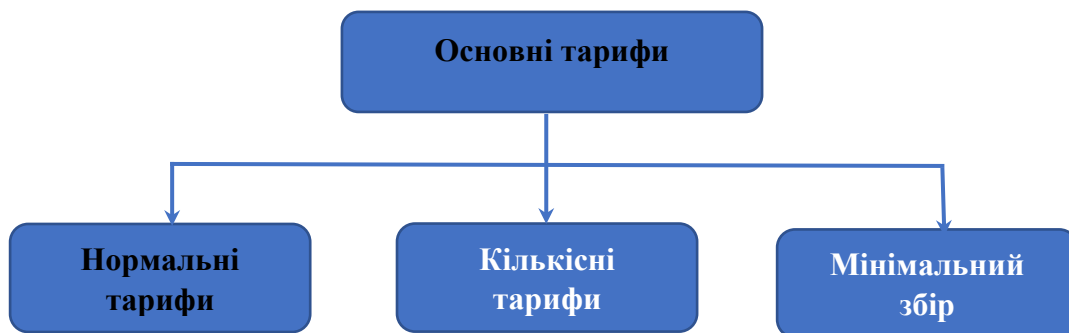 Основні тарифи
Нормальні
тарифи
Кількісні
тарифи
Мінімальний
збір